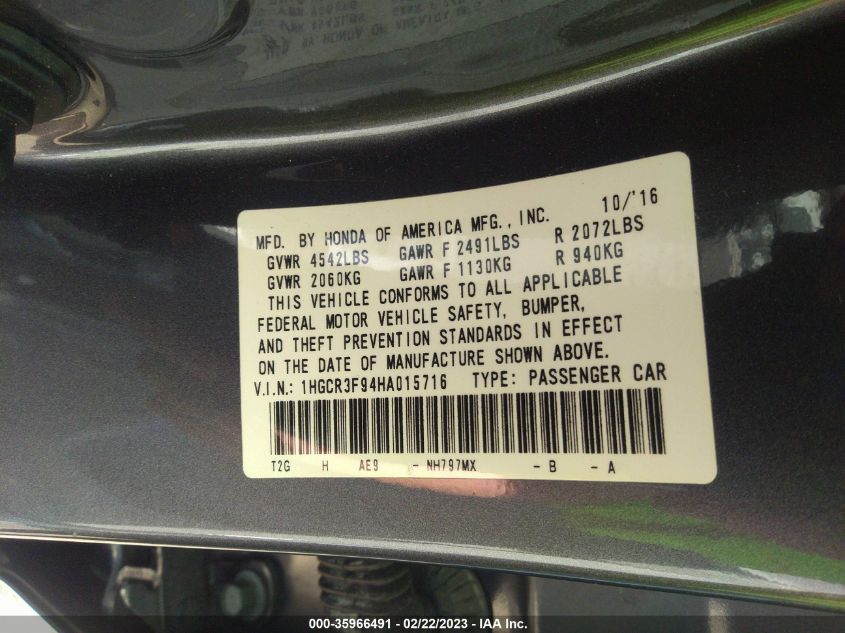 MFD. BY HONDA OF AMERICA MFG., INC. 10/'16
GVWR 4542LBS GAWR F 2491LBS R 2072LBS
GVWR 2060KG GAWR F 1130KG R 940KG
THIS VEHICLE CONFORMS TO ALL APPLICABLE
FEDERAL MOTOR VEHICLE SAFETY, BUMPER,
AND THEFT PREVENTION STANDARDS IN EFFECT
ON THE DATE OF MANUFACTURE SHOWN ABOVE.
V.I.N.: 1HGCR3F94HA015716 TYPE: PASSENGER CAR
T2G H AE9 - NH797MX - B - A
000-35966491 - 02/22/2023 - IAA Inc.